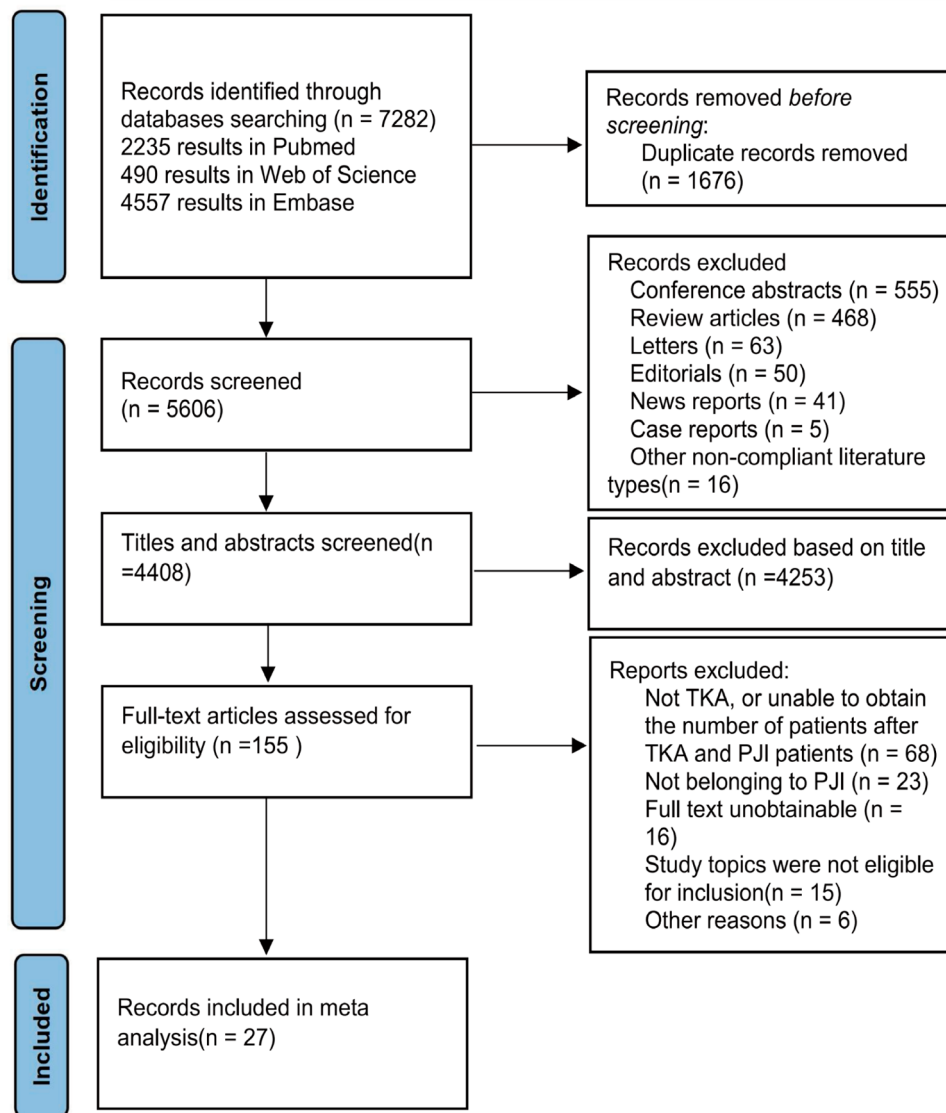 Identification
Records identified through
databases searching (n = 7282)
2235 results in Pubmed
490 results in Web of Science
4557 results in Embase
Records removed before
screening:
Duplicate records removed
(n = 1676)
Screening
Records screened
(n = 5606)
Records excluded
Conference abstracts (n = 555)
Review articles (n = 468)
Letters (n = 63)
Editorials (n = 50)
News reports (n = 41)
Case reports (n = 5)
Other non-compliant literature
types(n = 16)
Titles and abstracts screened(n
=4408)
Records excluded based on title
and abstract (n =4253)
Full-text articles assessed for
eligibility (n =155 )
Reports excluded:
Not TKA, or unable to obtain
the number of patients after
TKA and PJI patients (n = 68)
Not belonging to PJI (n = 23)
Full text unobtainable (n =
16)
Study topics were not eligible
for inclusion(n = 15)
Other reasons (n = 6)
Included
Records included in meta
analysis(n = 27)